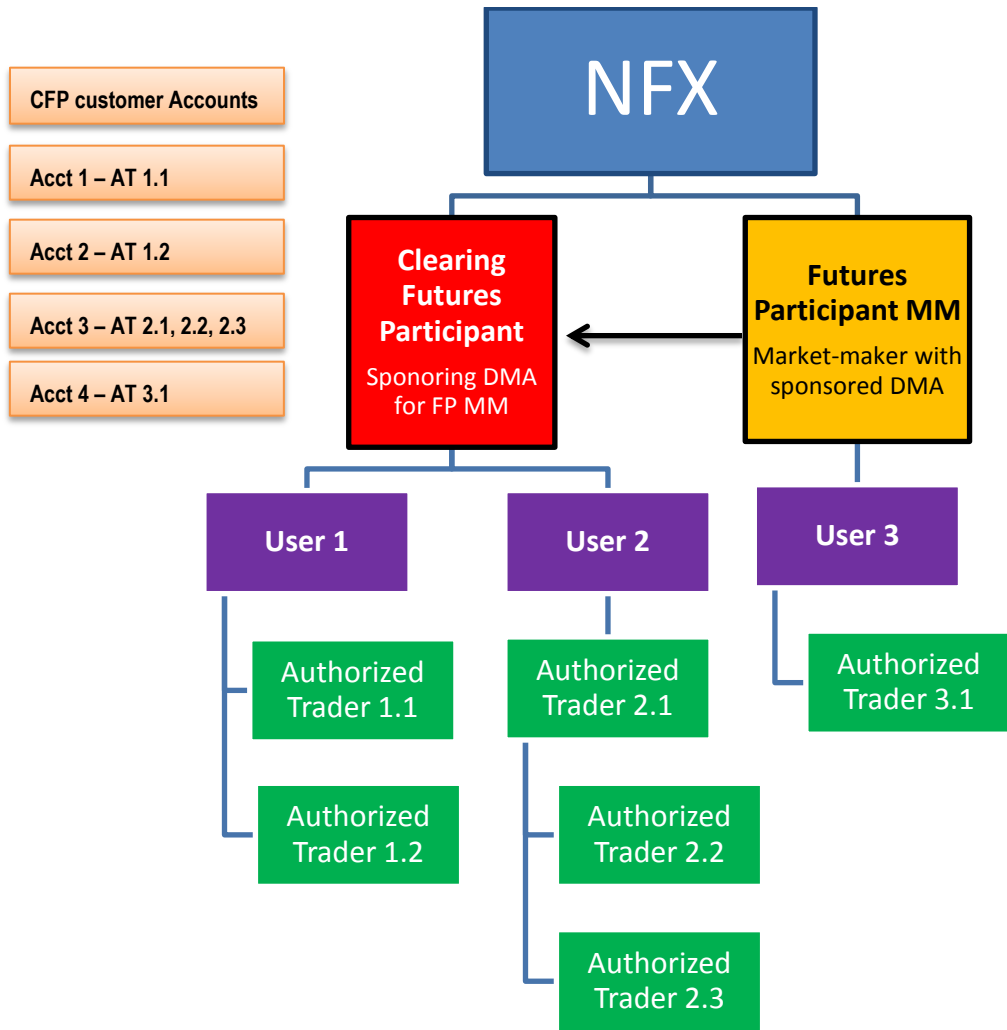 NFX
CFP customer Accounts
Acct 1 – AT 1.1
Acct 2 – AT 1.2
Acct 3 – AT 2.1, 2.2, 2.3
Acct 4 – AT 3.1
Clearing
Futures
Participant
Sponoring DMA
for FP MM
Futures
Participant MM
Market-maker with
sponsored DMA
User 1
User 2
User 3
Authorized
Trader 1.1
Authorized
Trader 2.1
Authorized
Trader 3.1
Authorized
Trader 1.2
Authorized
Trader 2.2
Authorized
Trader 2.3